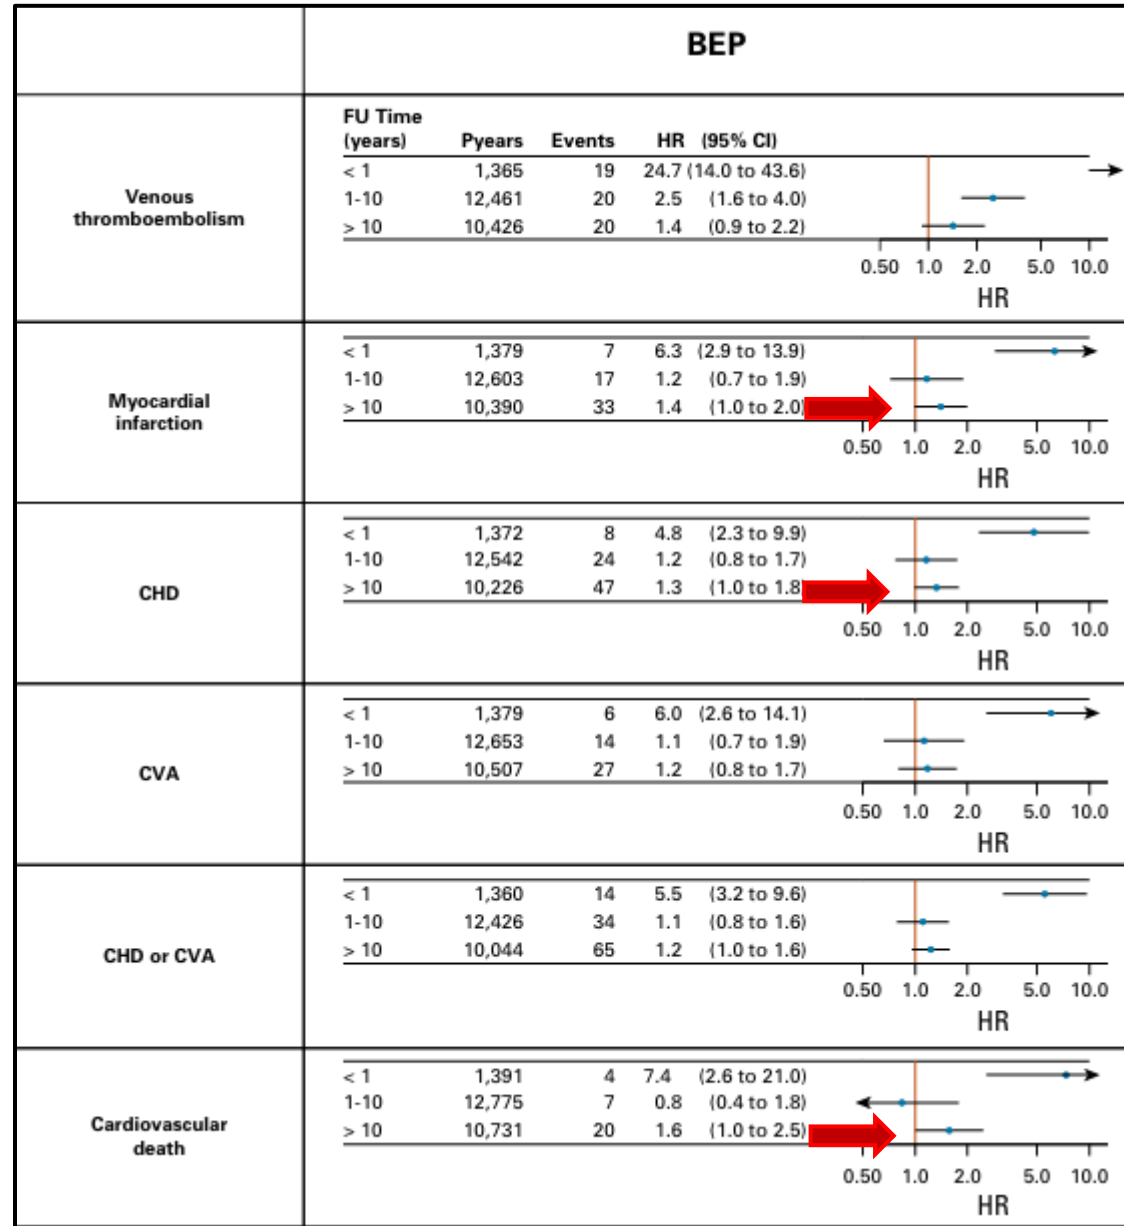 BEP
FU Time
(years) Pyears Events HR (95% CI)
Venous
thromboembolism
< 1 1,365 19 24.7 (14.0 to 43.6)
1-10 12,461 20 2.5 (1.6 to 4.0)
> 10 10,426 20 1.4 (0.9 to 2.2)
0.50 1.0 2.0 5.0 10.0
HR
Myocardial
infarction
< 1 1,379 7 6.3 (2.9 to 13.9)
1-10 12,603 17 1.2 (0.7 to 1.9)
> 10 10,390 33 1.4 (1.0 to 2.0)
0.50 1.0 2.0 5.0 10.0
HR
CHD
< 1 1,372 8 4.8 (2.3 to 9.9)
1-10 12,542 24 1.2 (0.8 to 1.7)
> 10 10,226 47 1.3 (1.0 to 1.8
0.50 1.0 2.0 5.0 10.0
HR
CVA
< 1 1,379 6 6.0 (2.6 to 14.1)
1-10 12,653 14 1.1 (0.7 to 1.9)
> 10 10,507 27 1.2 (0.8 to 1.7)
0.50 1.0 2.0 5.0 10.0
HR
CHD or CVA
< 1 1,360 14 5.5 (3.2 to 9.6)
1-10 12,426 34 1.1 (0.8 to 1.6)
> 10 10,044 65 1.2 (1.0 to 1.6)
0.50 1.0 2.0 5.0 10.0
HR
Cardiovascular
death
< 1 1,391 4 7.4 (2.6 to 21.0)
1-10 12,775 7 0.8 (0.4 to 1.8)
> 10 10,731 20 1.6 (1.0 to 2.5)
0.50 1.0 2.0 5.0 10.0
HR